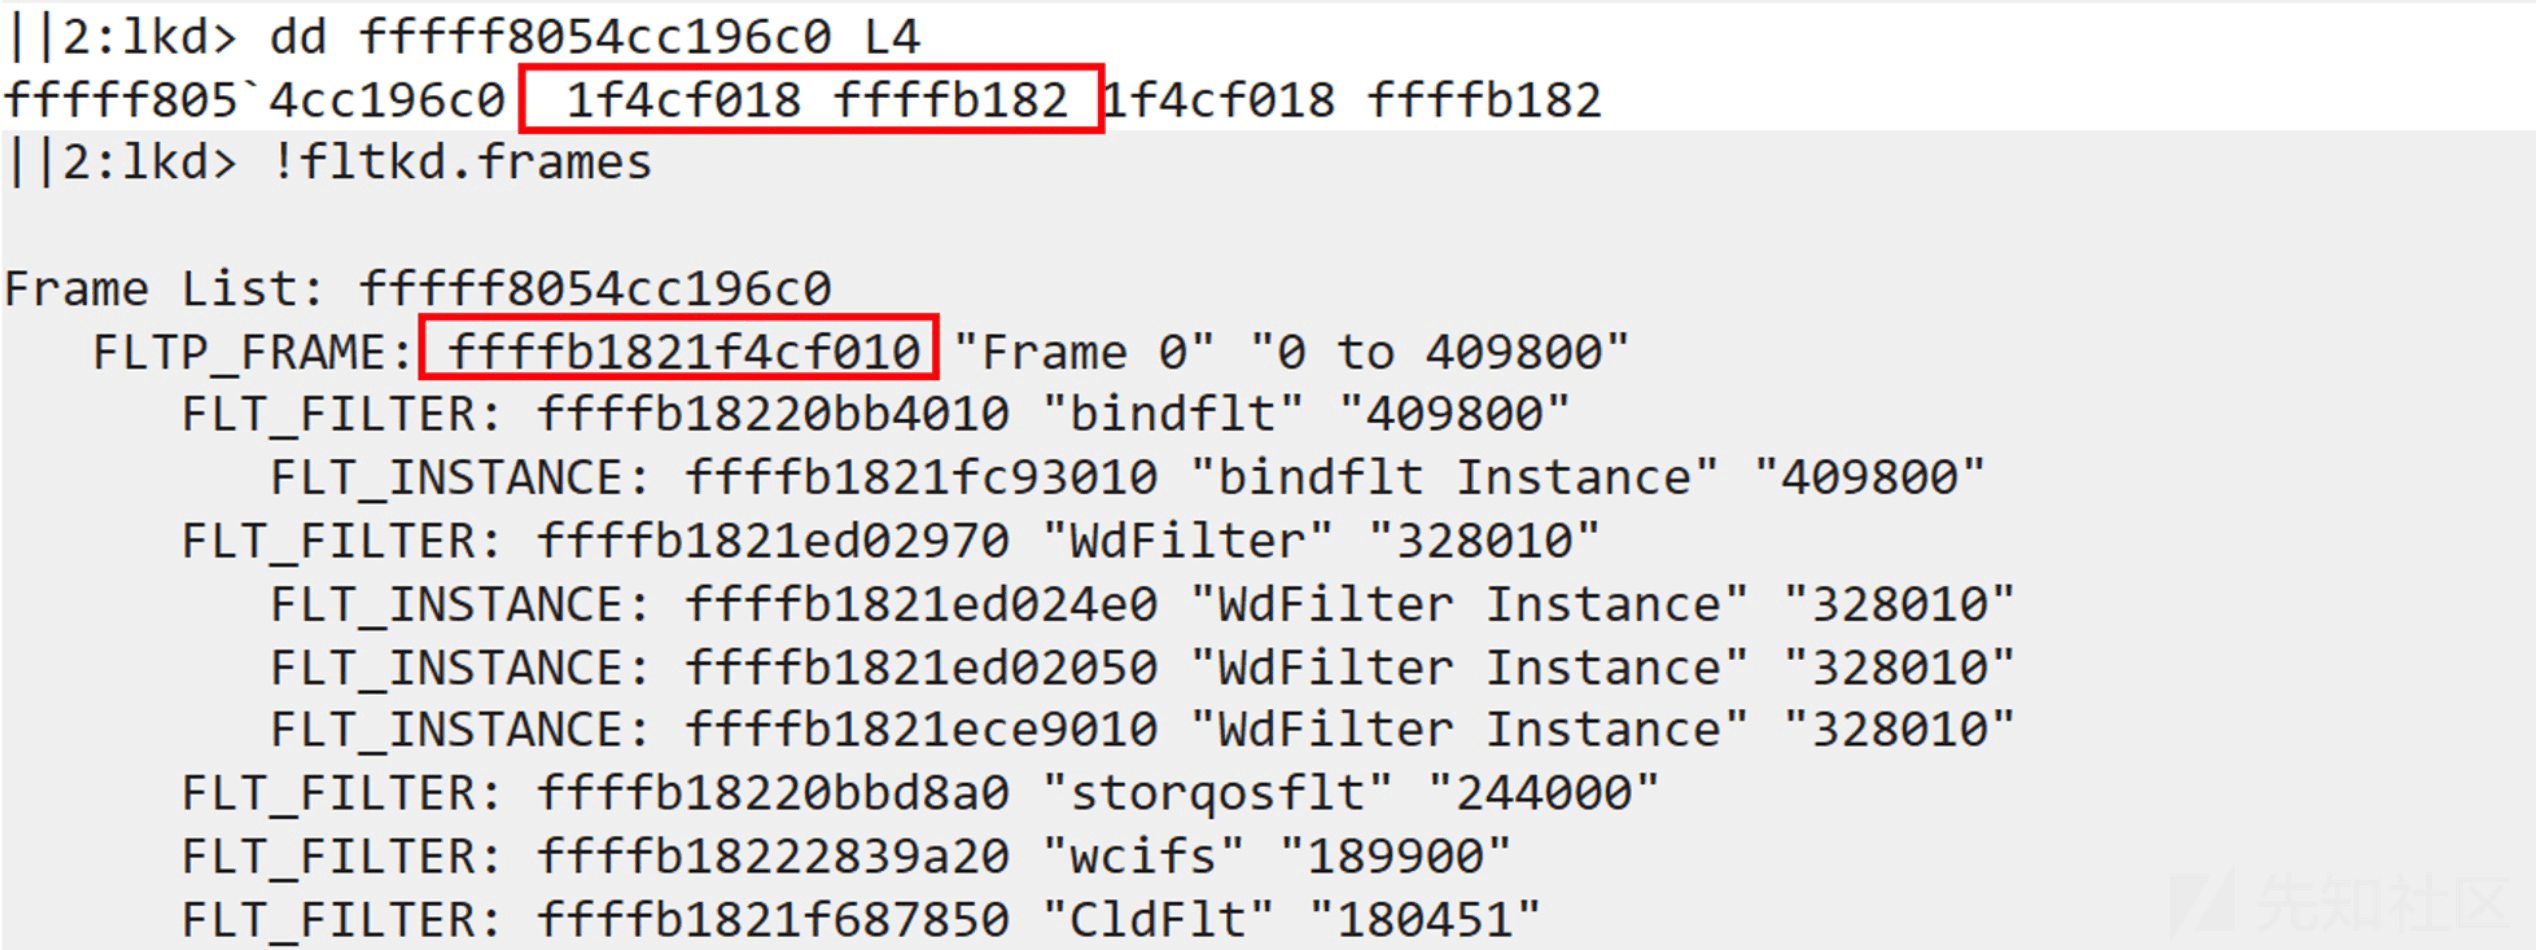 ||2:lkd> dd fffff8054cc196c0 L4
fffff805`4cc196c0  1f4cf018 ffffb182 1f4cf018 ffffb182
||2:lkd> !fltkd.frames
Frame List: fffff8054cc196c0
FLTP_FRAME: ffffb1821f4cf010 "Frame 0" "0 to 409800"
FLT_FILTER: ffffb18220bb4010 "bindflt" "409800"
FLT_INSTANCE: ffffb1821fc93010 "bindflt Instance" "409800"
FLT_FILTER: ffffb1821ed02970 "WdFilter" "328010"
FLT_INSTANCE: ffffb1821ed024e0 "WdFilter Instance" "328010"
FLT_INSTANCE: ffffb1821ed02050 "WdFilter Instance" "328010"
FLT_INSTANCE: ffffb1821ece9010 "WdFilter Instance" "328010"
FLT_FILTER: ffffb18220bbd8a0 "storqosflt" "244000"
FLT_FILTER: ffffb18222839a20 "wcifs" "189900"
FLT_FILTER: ffffb1821f687850 "CldFlt" "180451"
先知社区